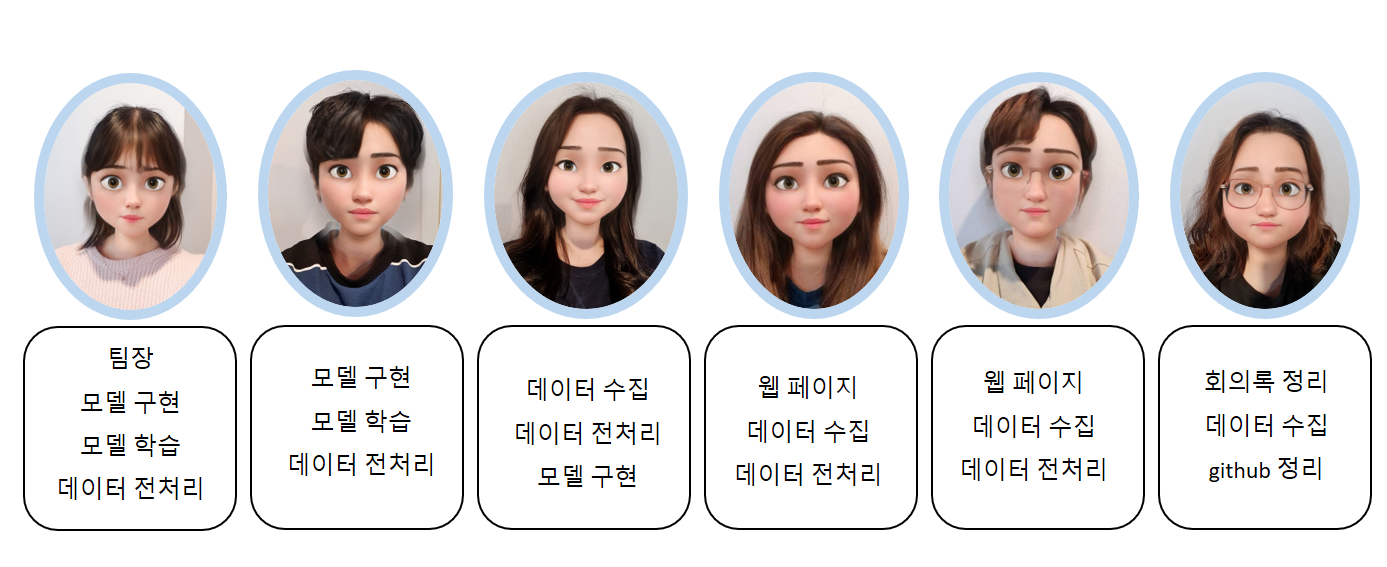 팀장
모델 구현
모델 학습
데이터 전처리
모델 구현
모델 학습
데이터 전처리
데이터 수집
데이터 전처리
모델 구현
웹 페이지
데이터 수집
데이터 전처리
웹 페이지
데이터 수집
데이터 전처리
회의록 정리
데이터 수집
github 정리